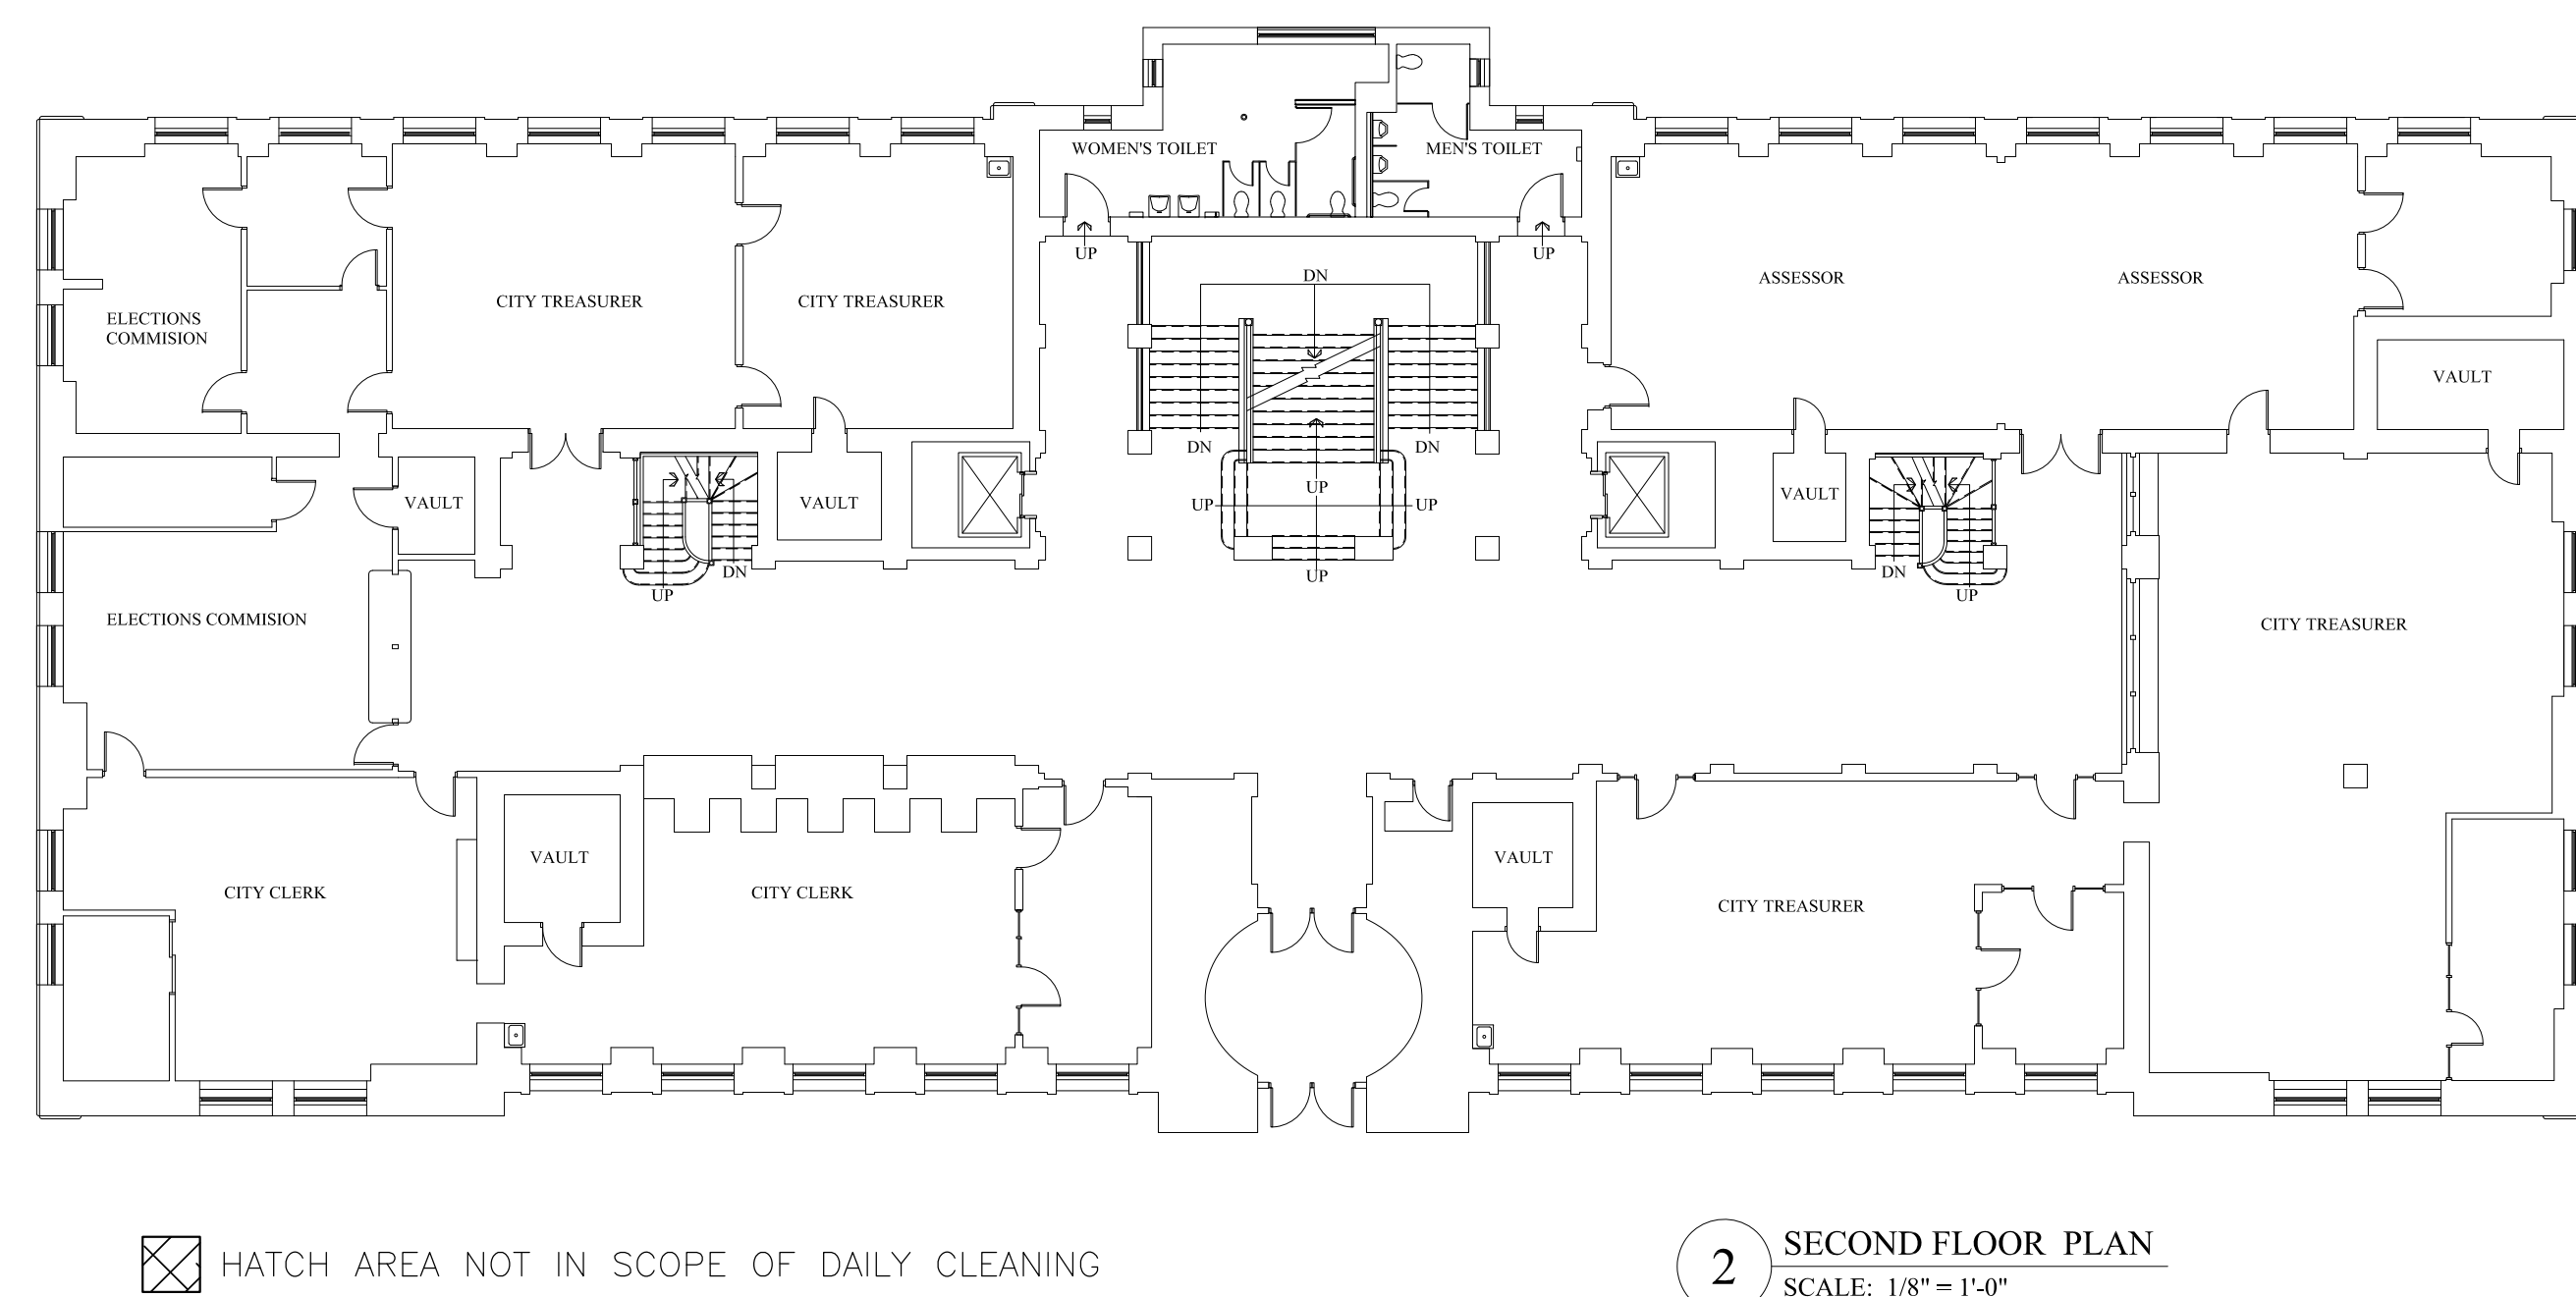 WOMEN'S TOILET
MEN'S TOILET
UP
UP
DN
ASSESSOR
ASSESSOR
CITY TREASURER
CITY TREASURER
ELECTIONS
COMMISION
VAULT
DN
DN
UP
VAULT
VAULT
VAULT
UP
UP
DN
UP
DN
UP
UP
ELECTIONS COMMISION
CITY TREASURER
VAULT
VAULT
CITY CLERK
CITY CLERK
CITY TREASURER
HATCH AREA NOT IN SCOPE OF DAILY CLEANING
2
SECOND FLOOR PLAN
SCALE: 1/8" = 1'-0"